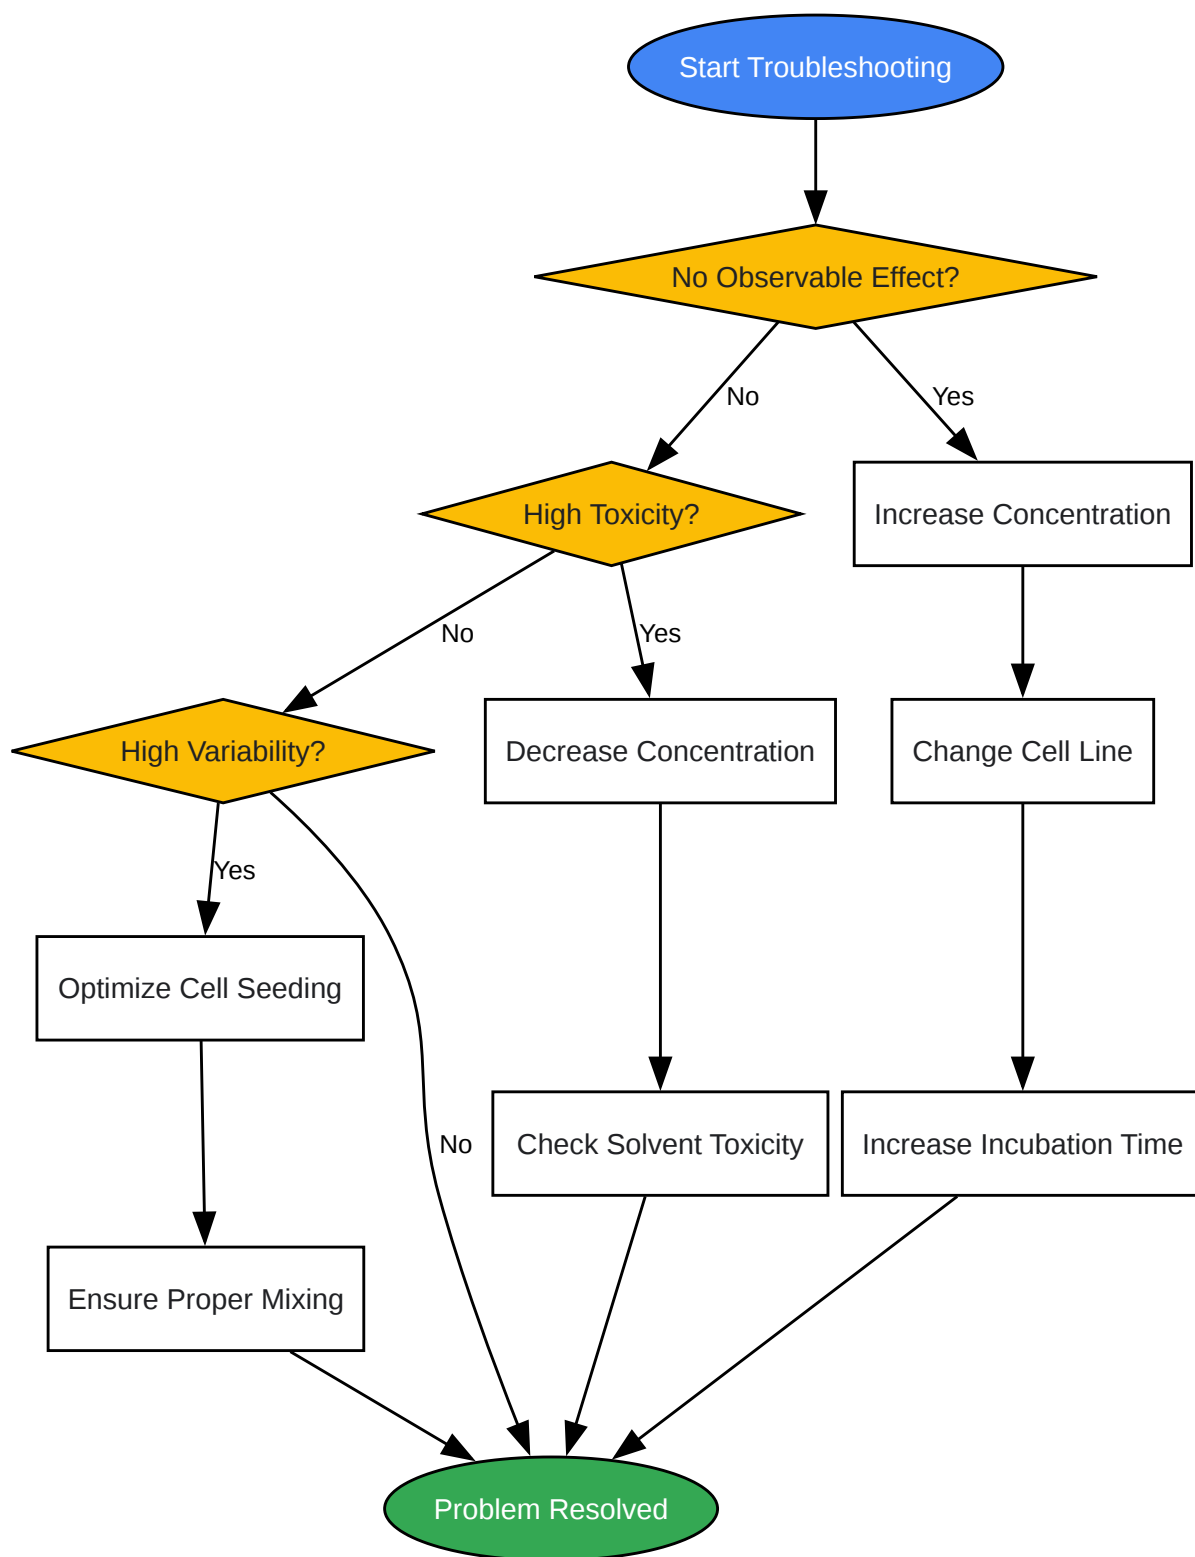 Start Troubleshooting
No Observable Effect?
No
Yes
High Toxicity?
Increase Concentration
No
Yes
High Variability?
Decrease Concentration
Change Cell Line
Yes
Optimize Cell Seeding
No
Check Solvent Toxicity
Increase Incubation Time
Ensure Proper Mixing
Problem Resolved